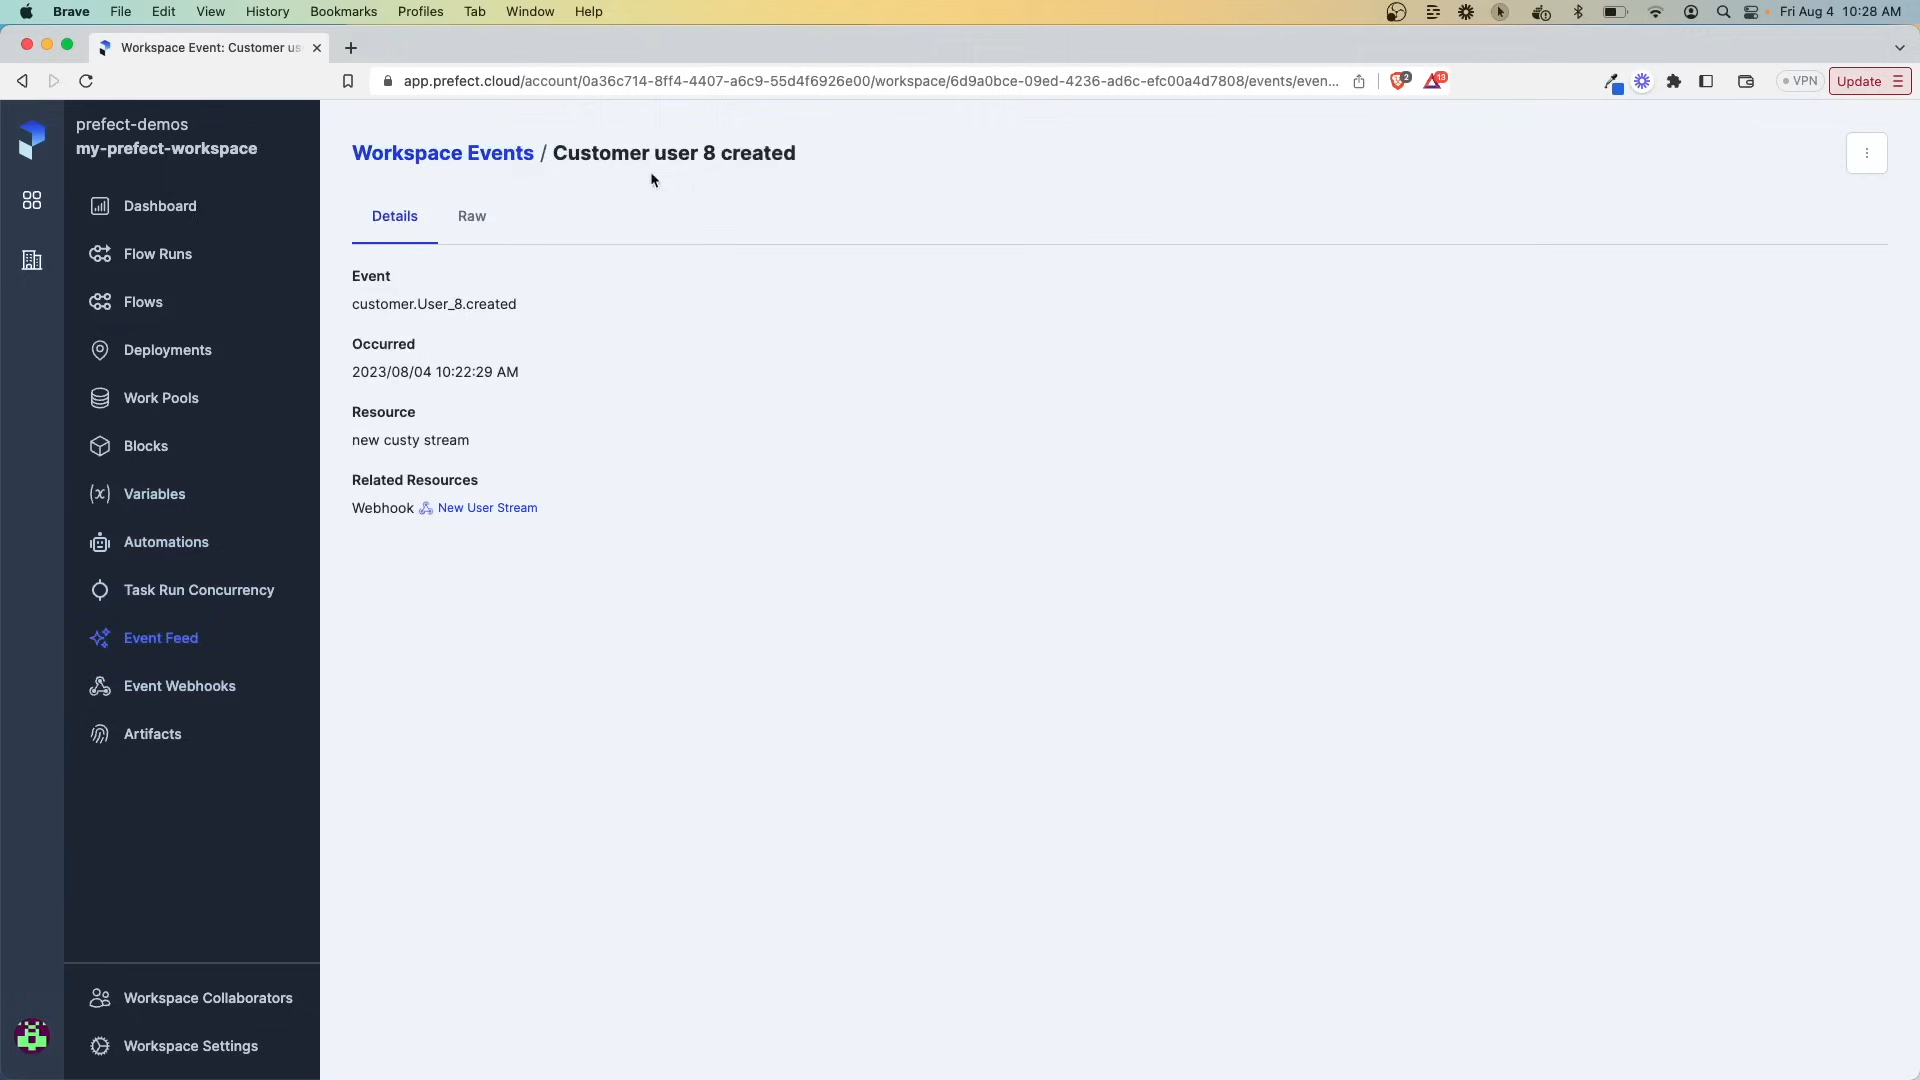 Brave File Edit View History Bookmarks Profiles Tab Window Help Fri Aug 4 10:28 AM
Workspace Event: Customer us
app.prefect.cloud/account/0a36c714-8ff4-4407-a6c9-55d4f6926e00/workspace/6d9a0bce-09ed-4236-ad6c-efc00a4d7808/events/even... 2 13 VPN Update
prefect-demos
my-prefect-workspace
Dashboard
Flow Runs
Flows
Deployments
Work Pools
Blocks
(x) Variables
Automations
Task Run Concurrency
Event Feed
Event Webhooks
Artifacts
Workspace Collaborators
Workspace Settings
Workspace Events / Customer user 8 created
Details Raw
Event
customer.User_8.created
Occurred
2023/08/04 10:22:29 AM
Resource
new custy stream
Related Resources
Webhook New User Stream